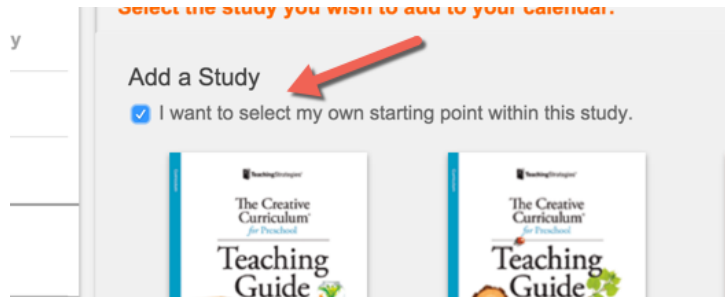 Select the study you wish to add to your calendar.
y
Add a Study
I want to select my own starting point within this study.
TeachingStrategies
The Creative
Curriculum
for Preschool
Teaching
Guide
TeachingStrategies
The Creative
Curriculum
for Preschool
Teaching
Guide